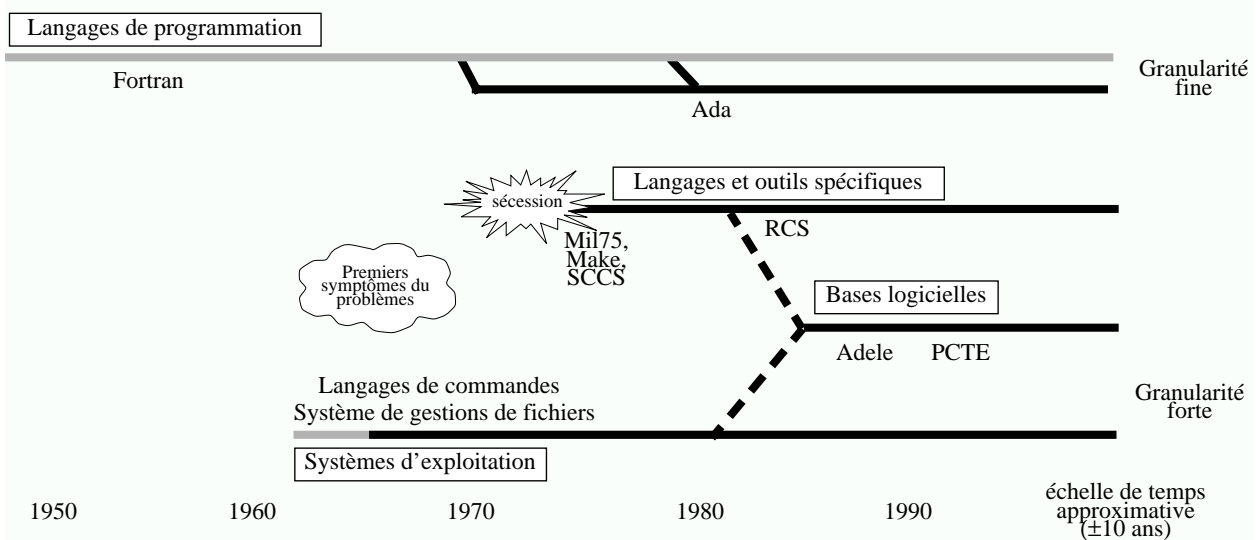 Langages de programmation
Fortran
Granularité
fine
Ada
Langages et outils spécifiques
sécession
RCS
Mil75,
Make,
SCCS
Premiers
symptômes du
problèmes
Bases logicielles
Adele PCTE
Langages de commandes
Système de gestions de fichiers
Granularité
forte
Systèmes d’exploitation
1950 1960 1970 1980 1990
échelle de temps
approximative
(±10 ans)